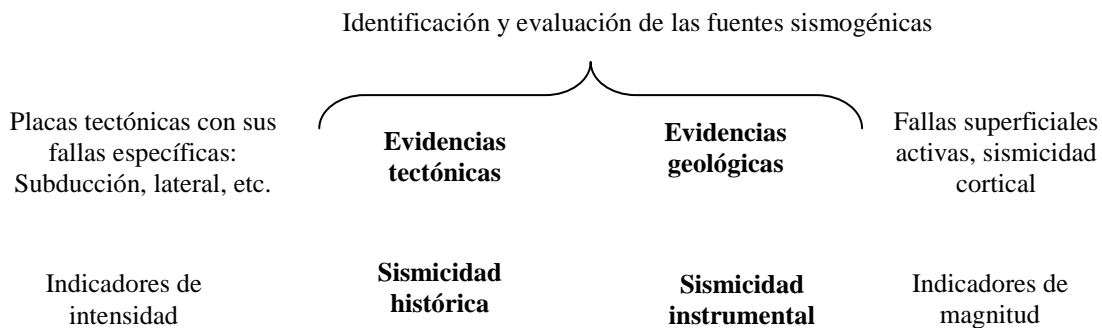 Identificación y evaluación de las fuentes sismogénicas
Placas tectónicas con sus
fallas específicas:
Subducción, lateral, etc.
Evidencias
tectónicas
Evidencias
geológicas
Fallas superficiales
activas, sismicidad
cortical
Indicadores de
intensidad
Sismicidad
histórica
Sismicidad
instrumental
Indicadores de
magnitud